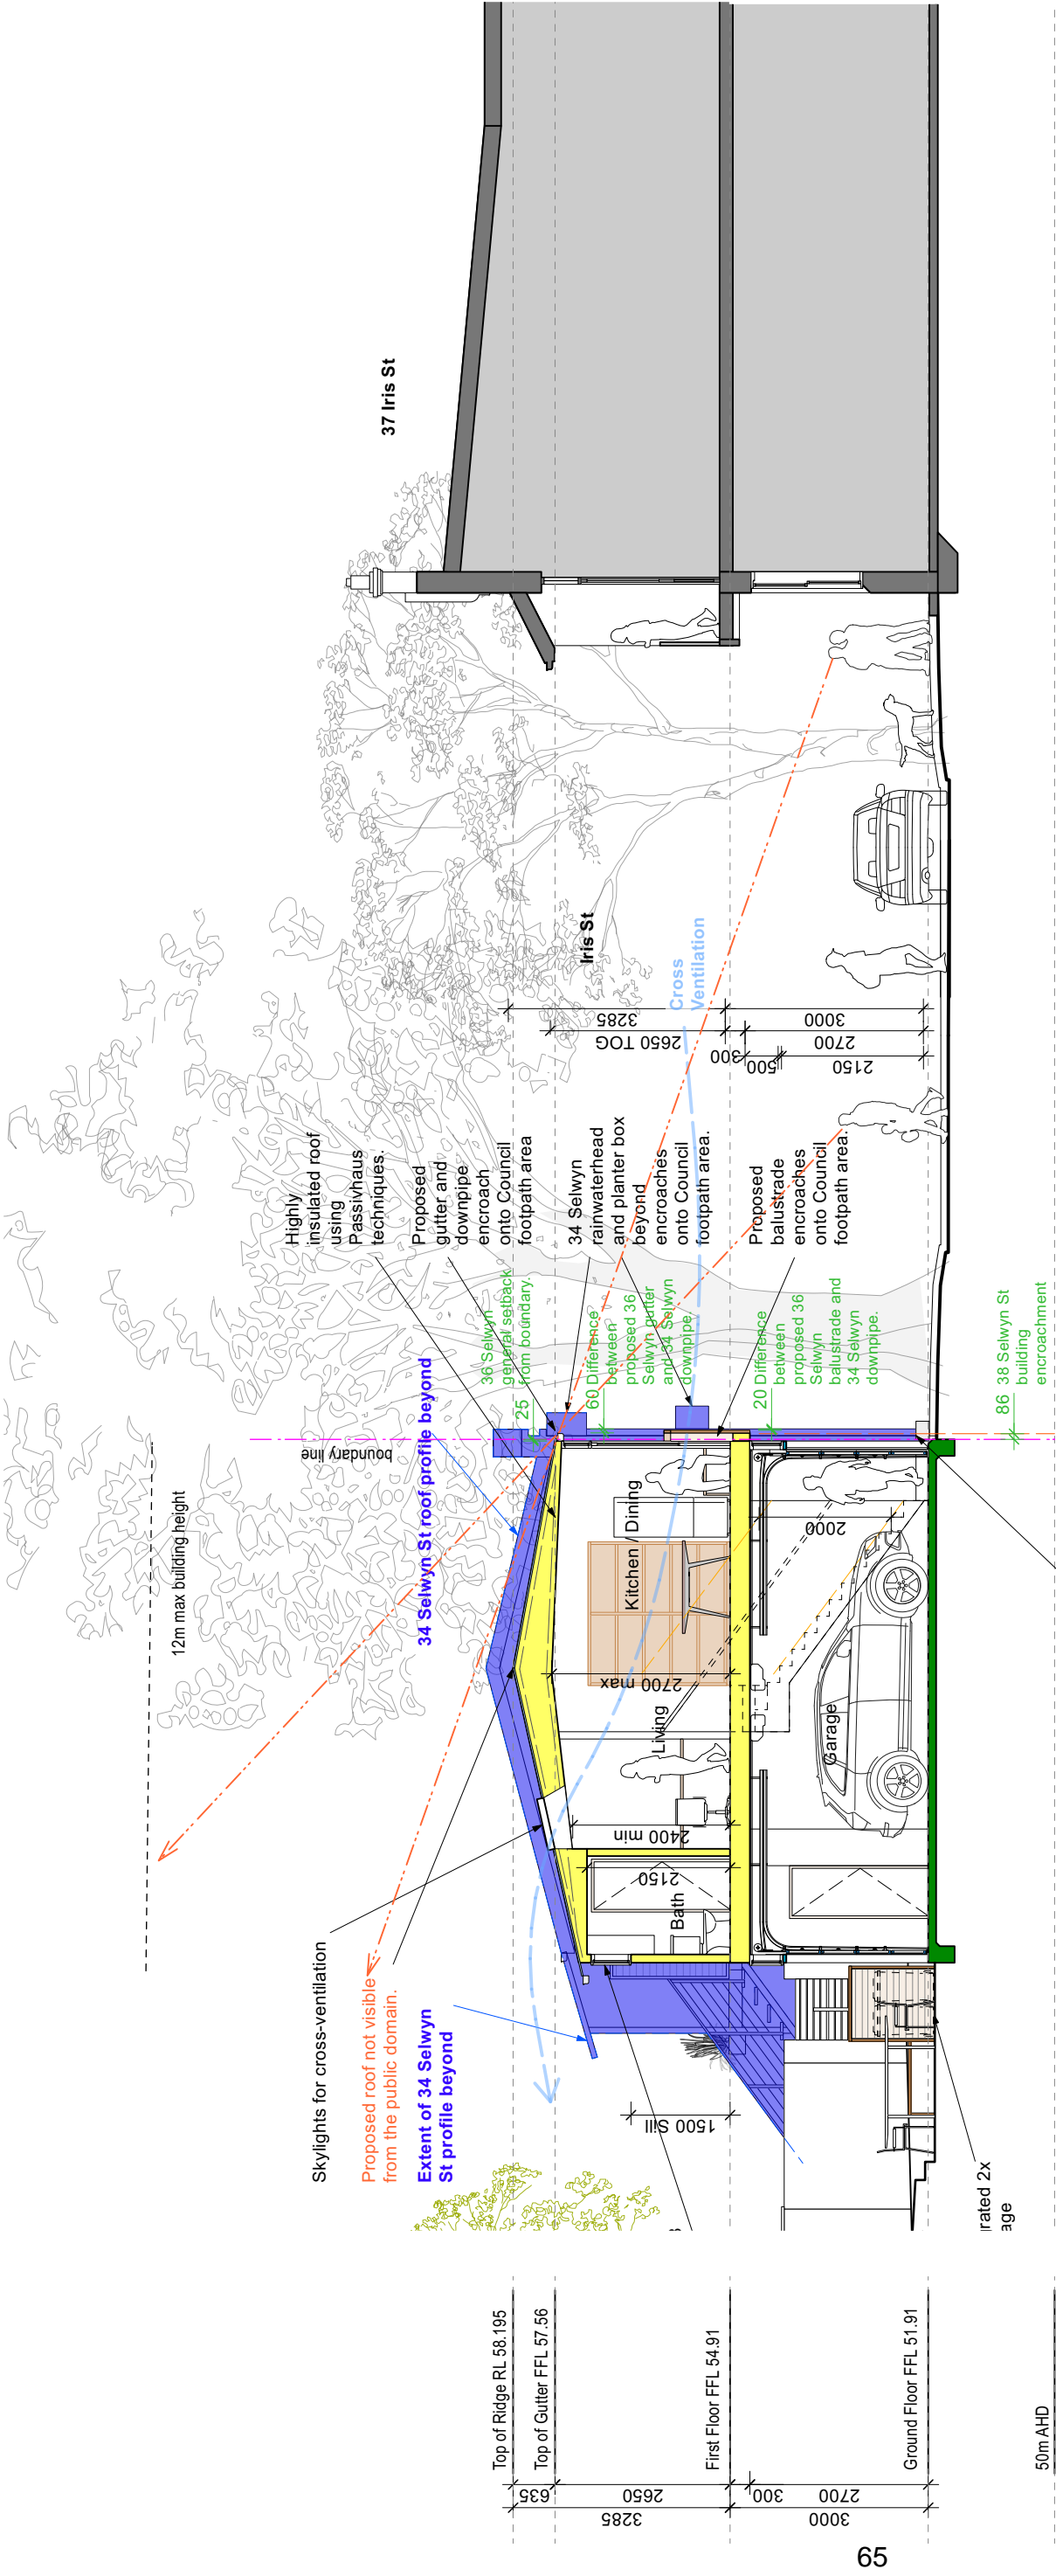 37 Iris St
12m max building height
boundary line
34 Selwyn St roof profile beyond
Highly
insulated roof
using
Passivhaus
techniques.
Proposed
gutter and
downpipe
encroach
onto Council
footpath area
34 Selwyn
rainwaterhead
and planter box
beyond
encroaches
onto Council
footpath area.
Proposed
balustrade
encroaches
onto Council
footpath area.
36 Selwyn
general setback
from boundary.
25
60 Difference
between
proposed 36
Selwyn gutter
and 34 Selwyn
downpipe.
20 Difference
between
proposed 36
Selwyn
balustrade and
34 Selwyn
downpipe.
86 38 Selwyn St
building
encroachment
Iris St
Cross
Ventilation
3285
2650 TOG
300
500
3000
2700
2150
Kitchen / Dining
Living
Bath
Garage
2700 max
2400 min
2150
2000
1500 Sill
Skylights for cross-ventilation
Proposed roof not visible
from the public domain.
Extent of 34 Selwyn
St profile beyond
rated 2x
age
Top of Ridge RL 58.195
Top of Gutter FFL 57.56
First Floor FFL 54.91
Ground Floor FFL 51.91
50m AHD
635
2650
3285
300
2700
3000
65